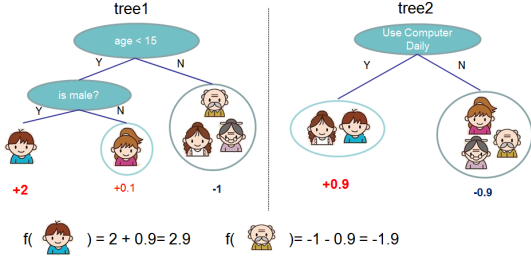 tree1
tree2
age < 15
Use Computer
Daily
Y
N
Y
N
is male?
Y
N
+2
+0.1
-1
+0.9
-0.9
f( ) = 2 + 0.9= 2.9
f( )= -1 - 0.9 = -1.9